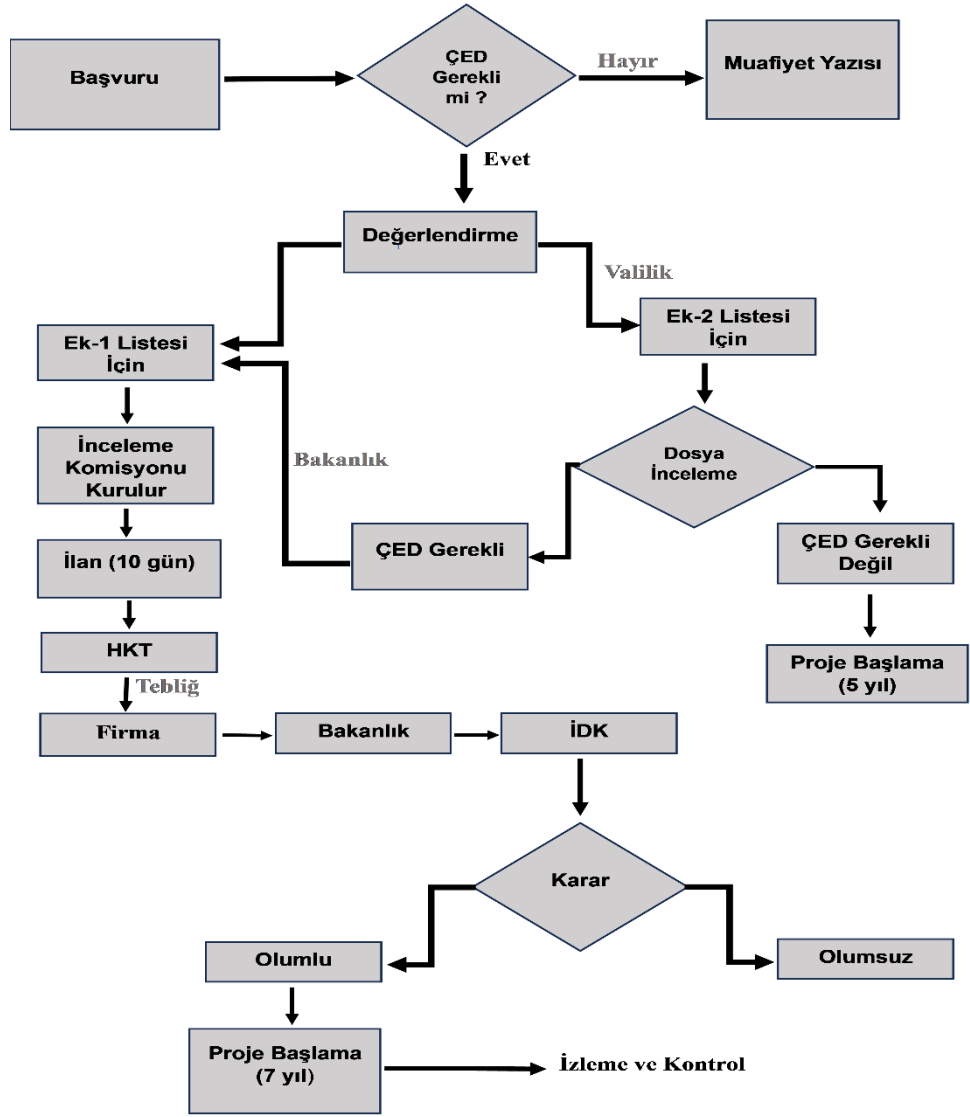 Başvuru
ÇED
Gerekli
mi ?
Hayır
Muafiyet Yazısı
Evet
Değerlendirme
Valilik
Ek-1 Listesi
İçin
Ek-2 Listesi
İçin
İnceleme
Komisyonu
Kurulur
Bakanlık
Dosya
İnceleme
İlan (10 gün)
ÇED Gerekli
ÇED Gerekli
Değil
HKT
Proje Başlama
(5 yıl)
Tebliğ
Firma
Bakanlık
İDK
Karar
Olumlu
Olumsuz
Proje Başlama
(7 yıl)
İzleme ve Kontrol